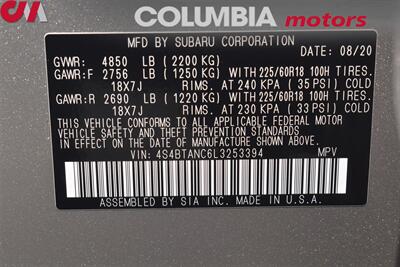 COLUMBIA motors
MFD. BY SUBARU CORPORATION
DATE: 08/20
GVWR: 4850 LB (2200 KG)
GAWR:F 2756 LB (1250 KG) WITH 225/60R18 100H TIRES.
18X7J RIMS. AT 240 KPA (35 PSI) COLD
GAWR:R 2690 LB (1220 KG) WITH 225/60R18 100H TIRES.
18X7J RIMS. AT 230 KPA (33 PSI) COLD
THIS VEHICLE CONFORMS TO ALL APPLICABLE FEDERAL MOTOR
VEHICLE SAFETY AND THEFT PREVENTION STANDARDS
IN EFFECT ON THE DATE OF MANUFACTURE SHOWN ABOVE.
VIN: 4S4BTANC6L3253394 MPV
ASSEMBLED BY SIA INC. MADE IN U.S.A.